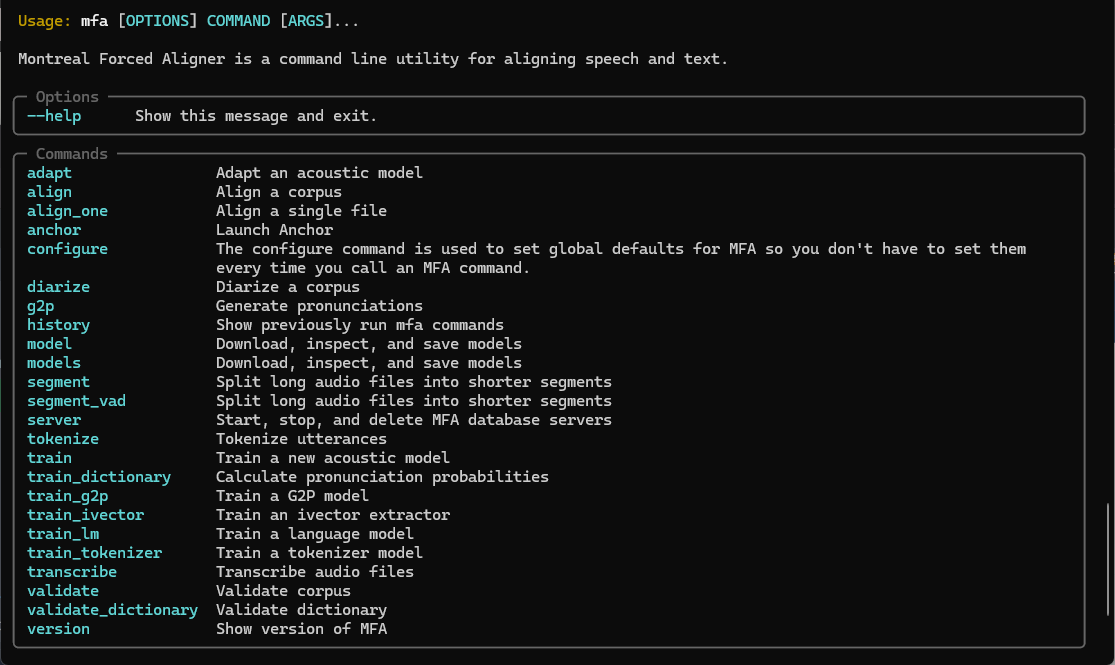 Usage: mfa [OPTIONS] COMMAND [ARGS]...
Montreal Forced Aligner is a command line utility for aligning speech and text.
Options
--help Show this message and exit.
Commands
adapt Adapt an acoustic model
align Align a corpus
align_one Align a single file
anchor Launch Anchor
configure The configure command is used to set global defaults for MFA so you don't have to set them
every time you call an MFA command.
diarize Diarize a corpus
g2p Generate pronunciations
history Show previously run mfa commands
model Download, inspect, and save models
models Download, inspect, and save models
segment Split long audio files into shorter segments
segment_vad Split long audio files into shorter segments
server Start, stop, and delete MFA database servers
tokenize Tokenize utterances
train Train a new acoustic model
train_dictionary Calculate pronunciation probabilities
train_g2p Train a G2P model
train_ivector Train an ivector extractor
train_lm Train a language model
train_tokenizer Train a tokenizer model
transcribe Transcribe audio files
validate Validate corpus
validate_dictionary Validate dictionary
version Show version of MFA